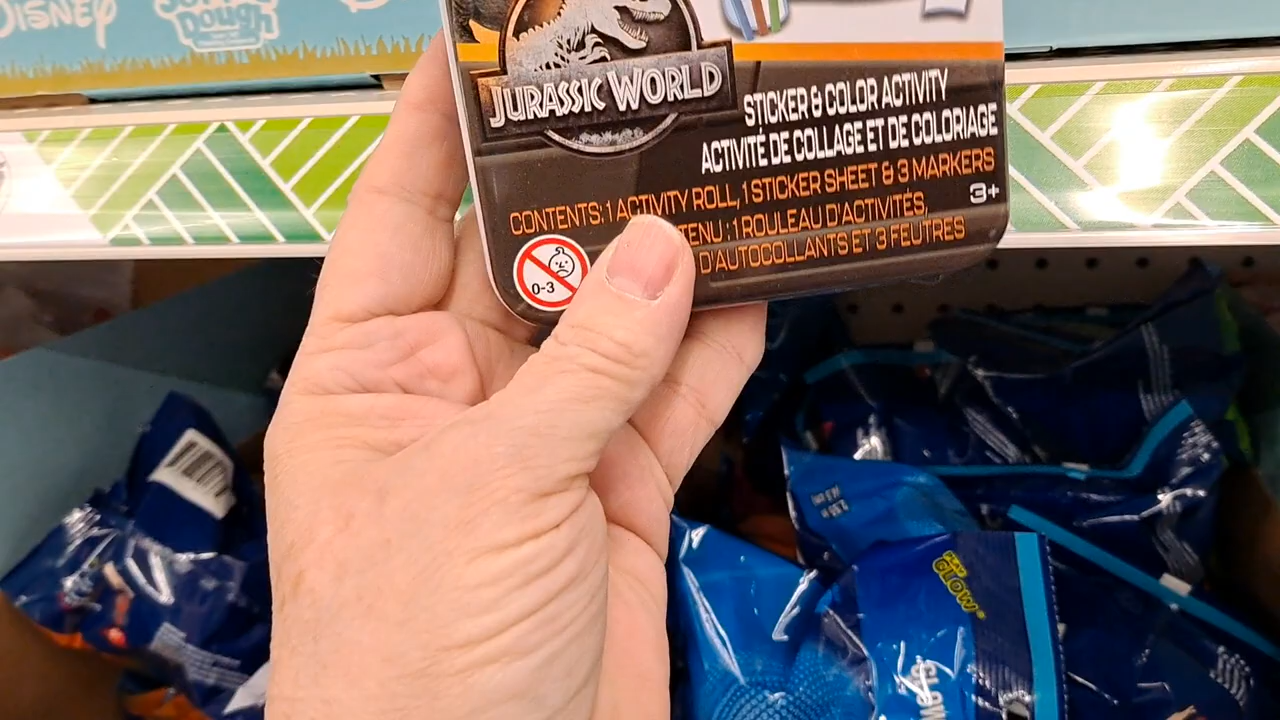 DISNEY
Dough
JURASSIC WORLD
STICKER & COLOR ACTIVITY
ACTIVITÉ DE COLLAGE ET DE COLORIAGE
CONTENTS: 1 ACTIVITY ROLL, 1 STICKER SHEET & 3 MARKERS
3+
TENU : 1 ROULEAU D'ACTIVITÉS,
D'AUTOCOLLANTS ET 3 FEUTRES
0-3
GLOW
GLOW